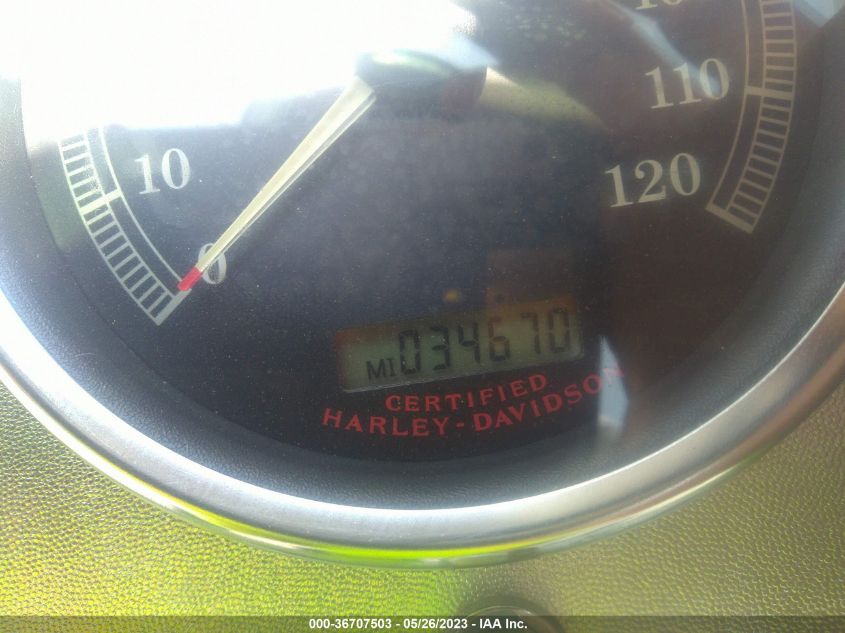 110
10
120
0
MI 034670
CERTIFIED
HARLEY-DAVIDSON
000-36707503 - 05/26/2023 - IAA Inc.